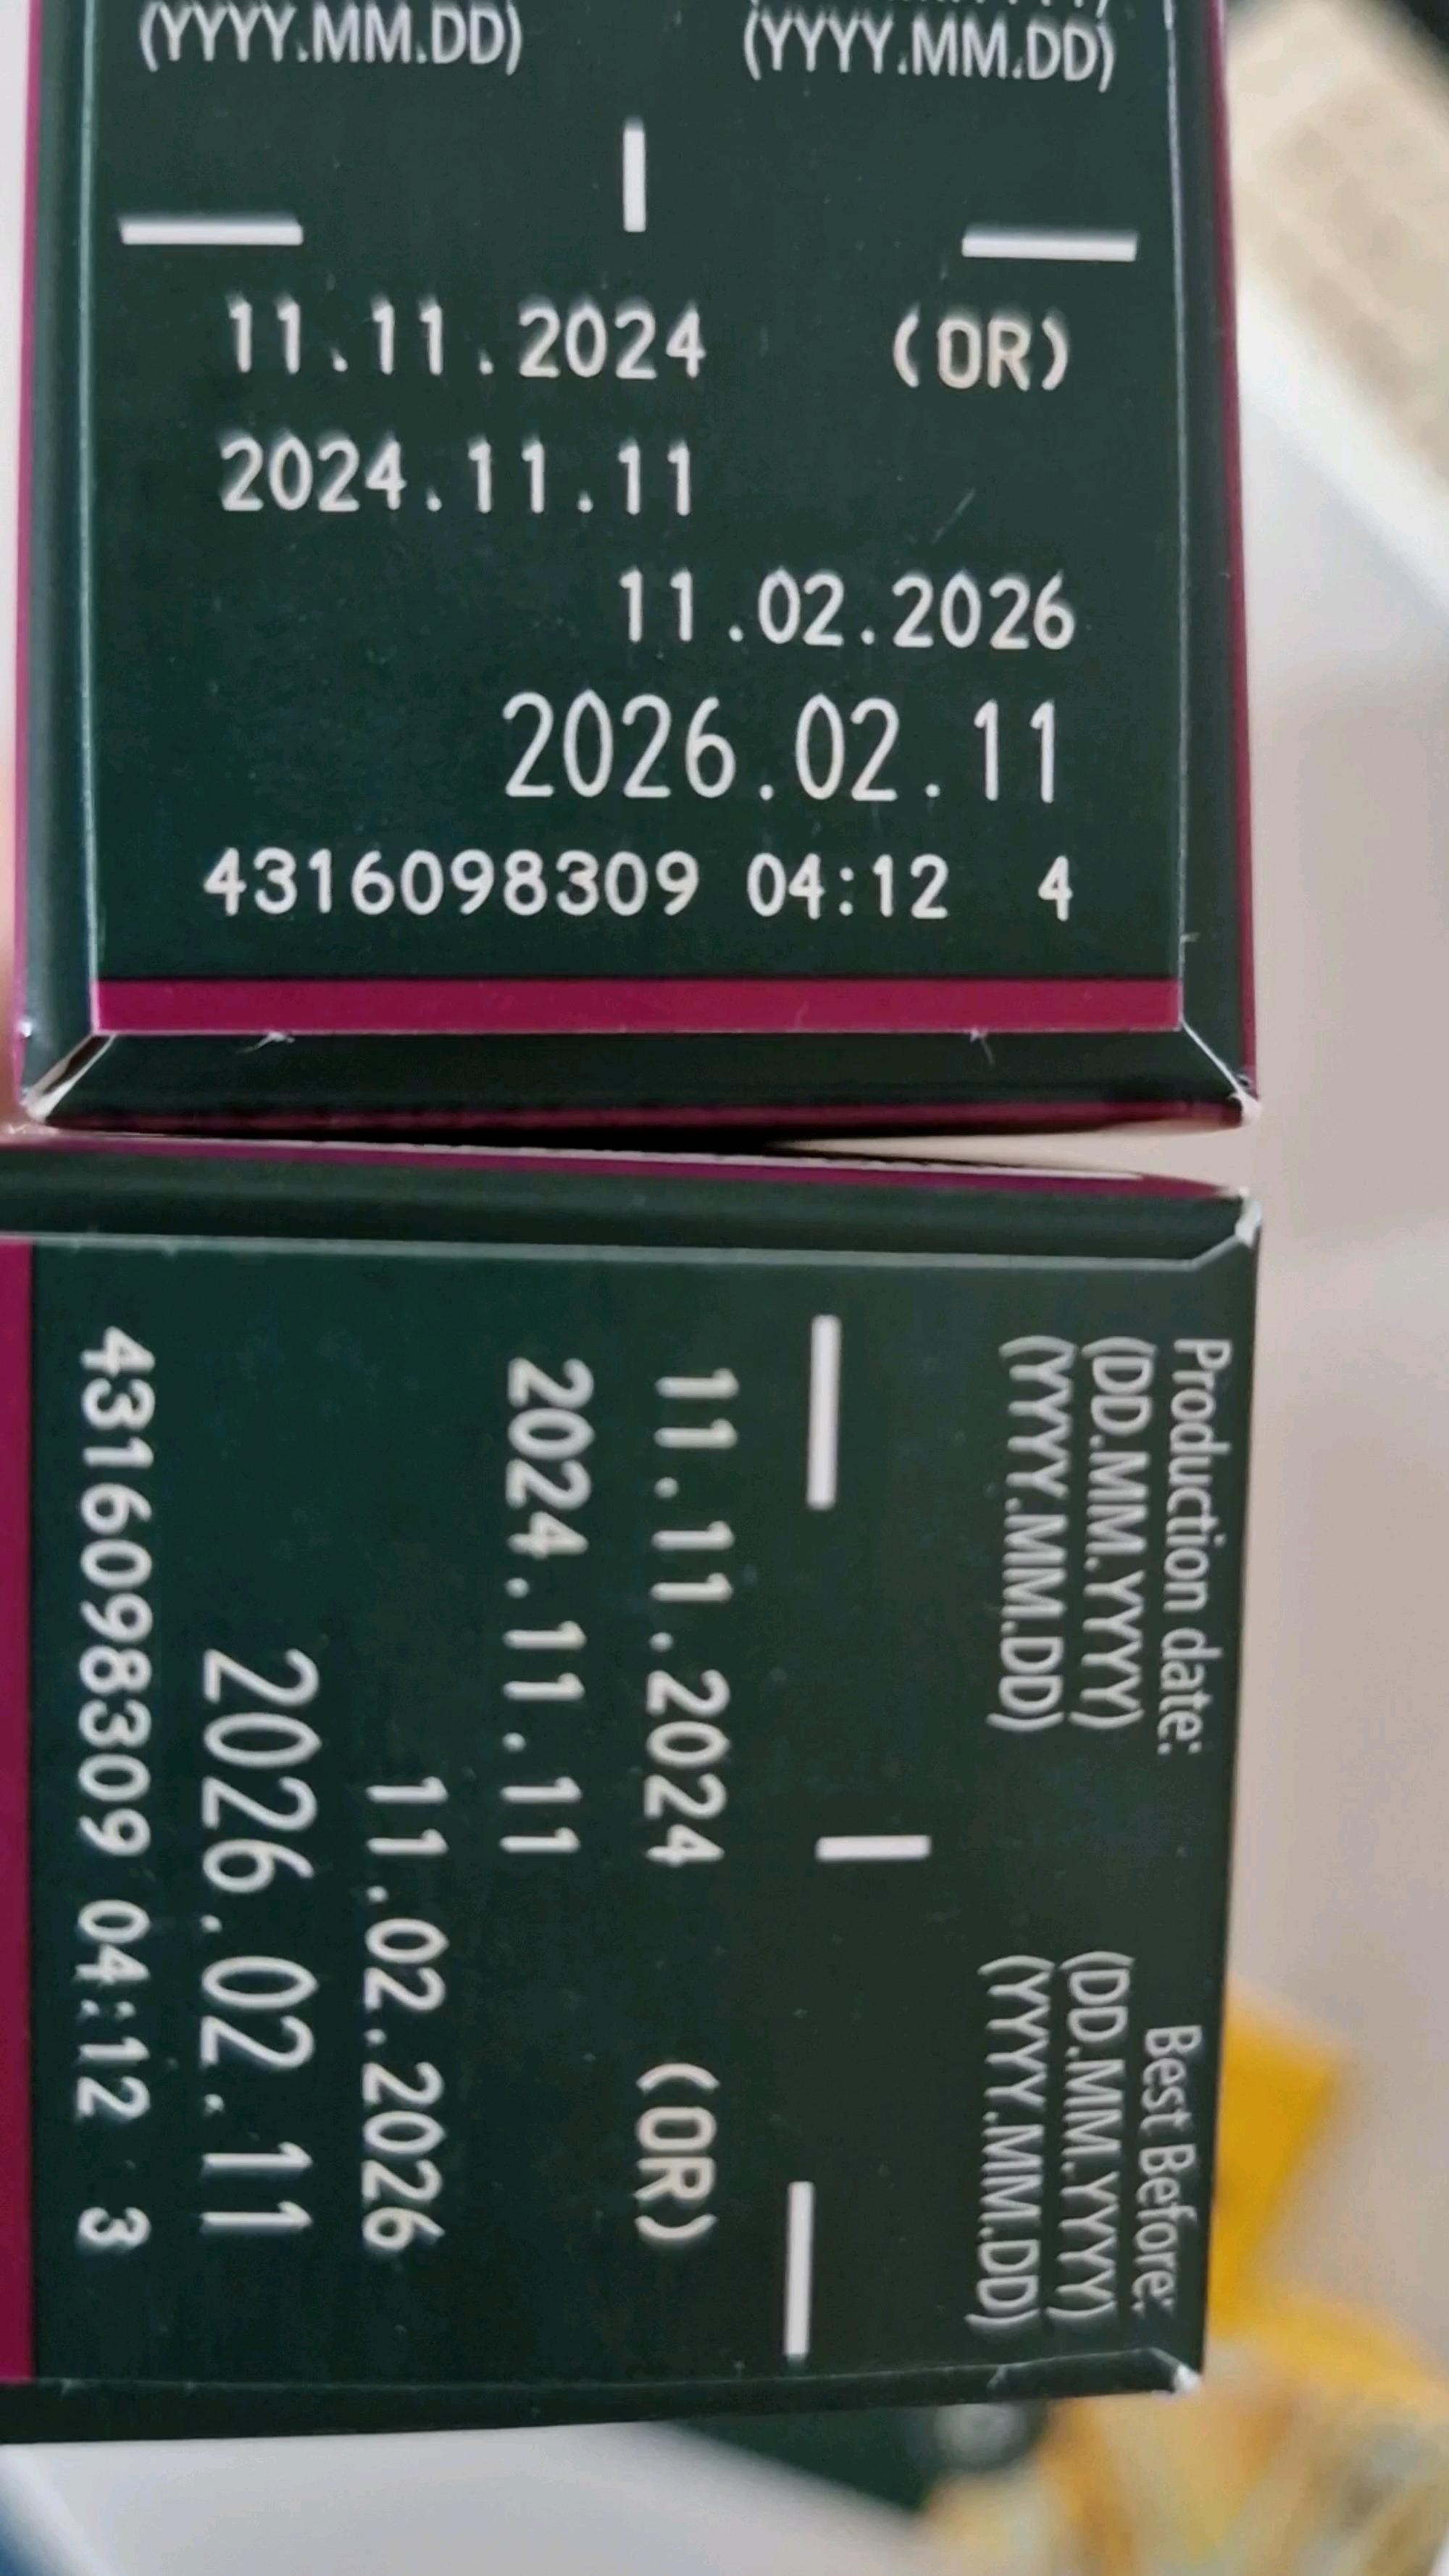 (YYYY.MM.DD) (YYYY.MM.DD)
11.11.2024 (OR)
2024.11.11
11.02.2026
2026.02.11
4316098309 04:12 4
Production date: Best Before:
(DD.MM.YYYY) (DD.MM.YYYY)
(YYYY.MM.DD) (YYYY.MM.DD)
11.11.2024 (OR)
2024.11.11
11.02.2026
2026.02.11
4316098309 04:12 3